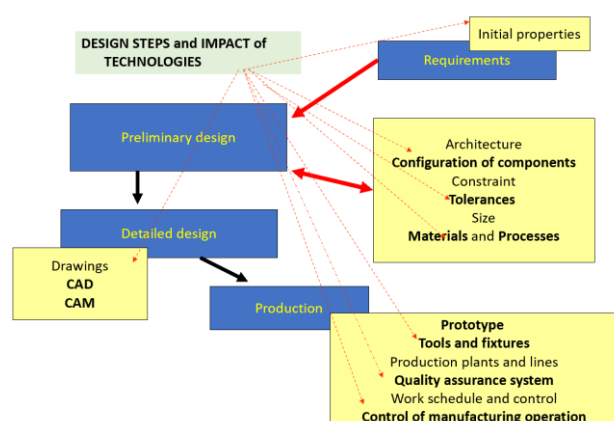 DESIGN STEPS and IMPACT of
TECHNOLOGIES
Initial properties
Requirements
Preliminary design
Architecture
Configuration of components
Constraint
Tolerances
Size
Materials and Processes
Detailed design
Drawings
CAD
CAM
Production
Prototype
Tools and fixtures
Production plants and lines
Quality assurance system
Work schedule and control
Control of manufacturing operation